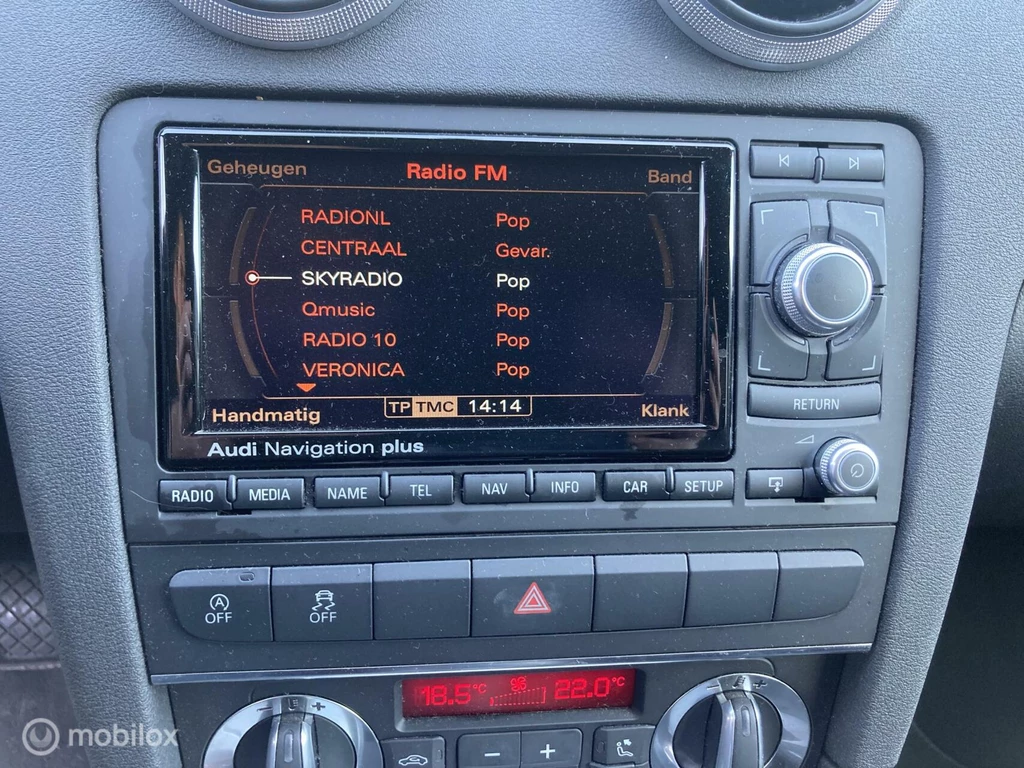 Geheugen Radio FM Band
RADIONL Pop
CENTRAAL Gevar.
SKYRADIO Pop
Qmusic Pop
RADIO 10 Pop
VERONICA Pop
Handmatig TP TMC 14:14 Klank
Audi Navigation plus
RETURN
RADIO MEDIA NAME TEL NAV INFO CAR SETUP
A OFF OFF
18.5°C 22.0°C
- E + - +
- +
mobilox